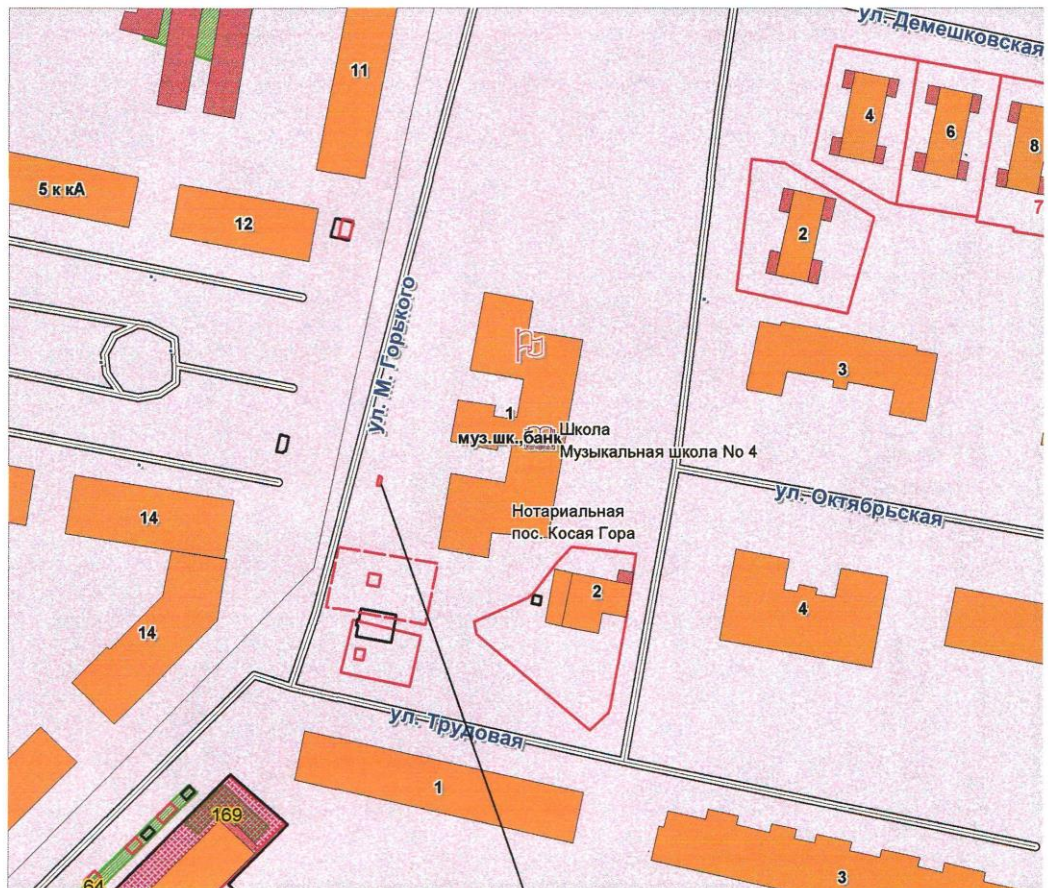 ул. Демешковская
11
4
6
8
7
5 к кА
12
2
ул. М. Горького
3
1
муз.шк.,банк
Школа
Музыкальная школа No 4
ул. Октябрьская
14
Нотариальная
пос. Косая Гора
2
4
14
ул. Трудовая
1
169
3
64